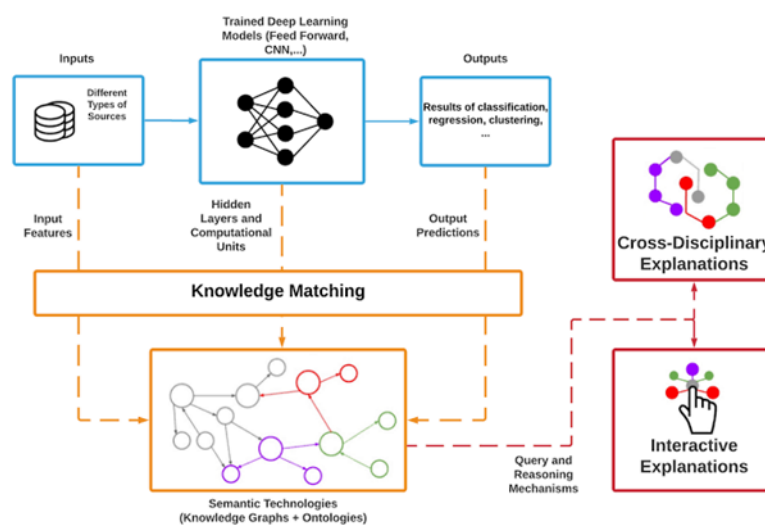 Inputs
Trained Deep Learning
Models (Feed Forward,
CNN,...)
Outputs
Different
Types of
Sources
Results of classification,
regression, clustering,
...
Input
Features
Hidden
Layers and
Computational
Units
Output
Predictions
Knowledge Matching
Semantic Technologies
(Knowledge Graphs + Ontologies)
Query and
Reasoning
Mechanisms
Cross-Disciplinary
Explanations
Interactive
Explanations